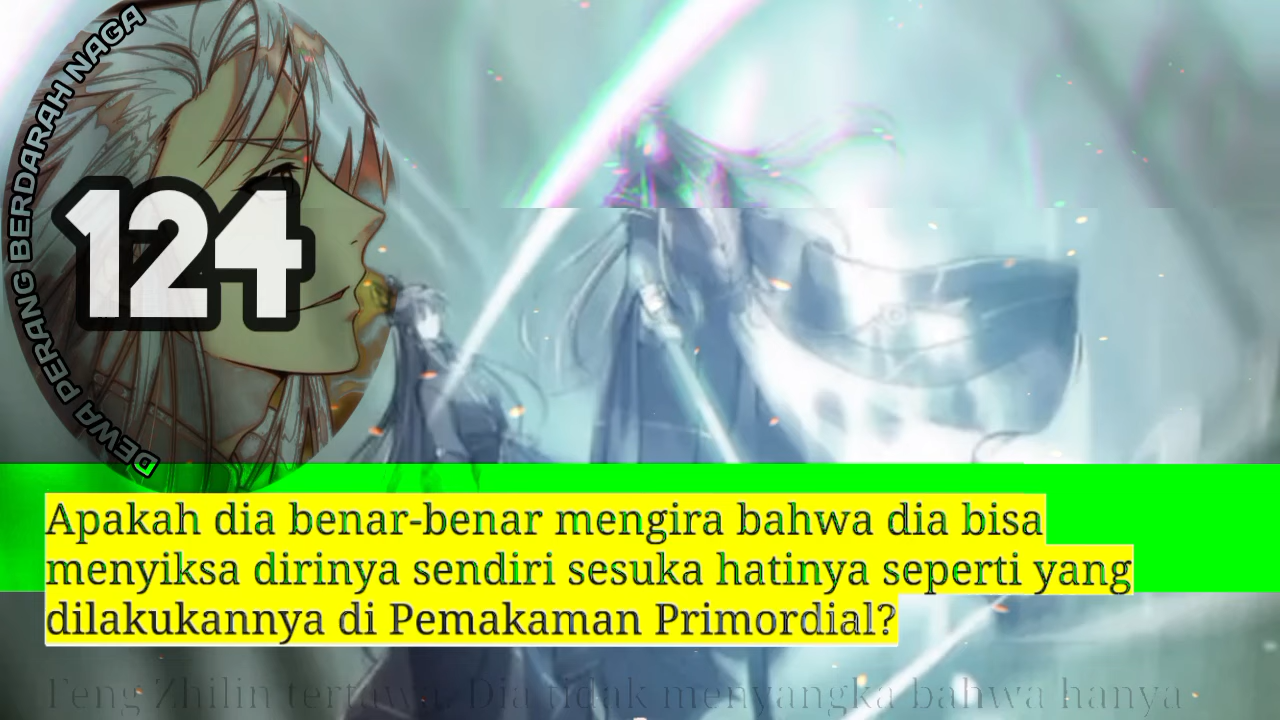 DEWA PERANG BERDARAH NAGA
124
Apakah dia benar-benar mengira bahwa dia bisa
menyiksa dirinya sendiri sesuka hatinya seperti yang
dilakukannya di Pemakaman Primordial?
Feng Zhilin tertawa. Dia tidak menyangka bahwa hanya